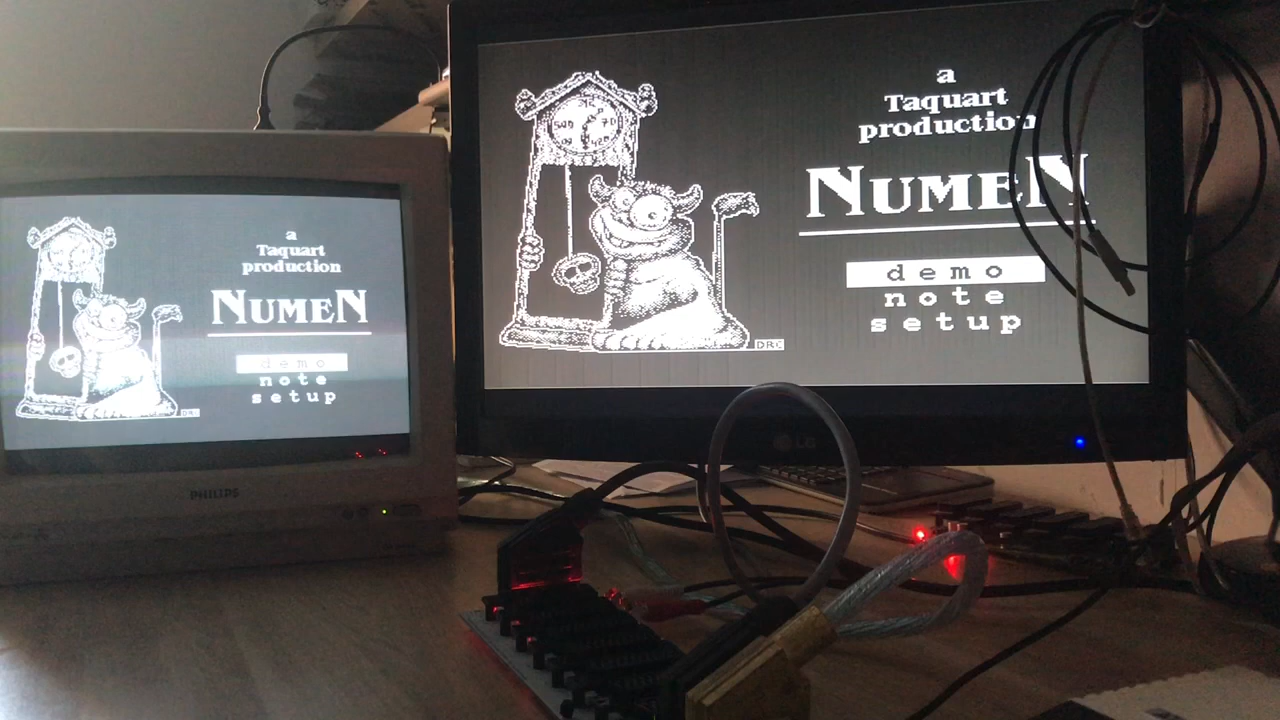 a
Taquart
production
NUMEN
demo
note
setup
PHILIPS
a
Taquart
production
NUMEN
demo
note
setup
DRC
LG